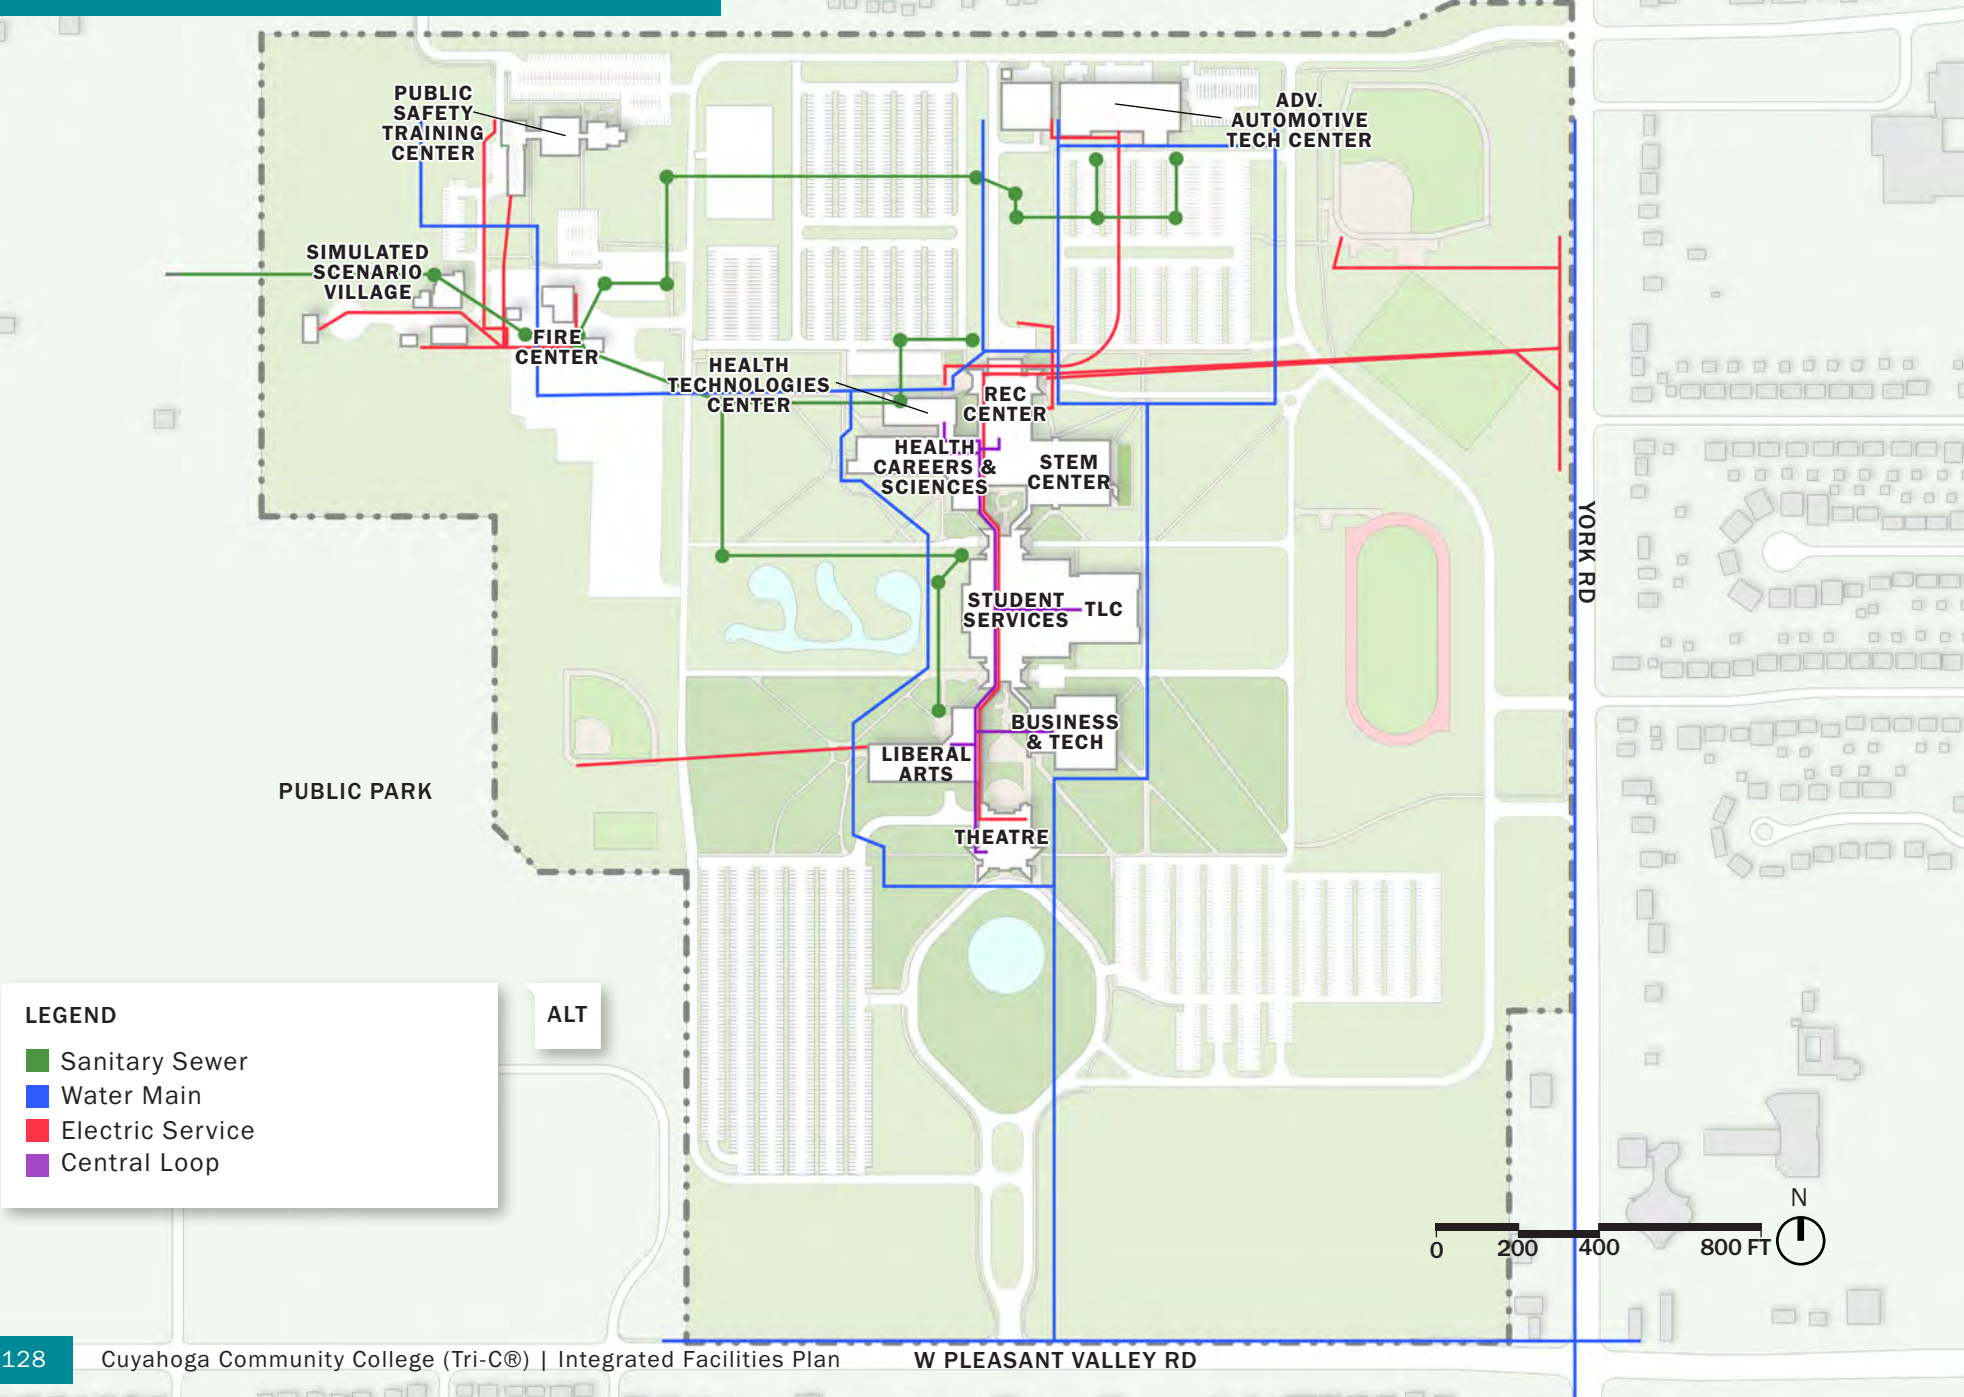 PUBLIC
SAFETY
TRAINING
CENTER
ADV.
AUTOMOTIVE
TECH CENTER
SIMULATED
SCENARIO
VILLAGE
FIRE
CENTER
HEALTH
TECHNOLOGIES
CENTER
REC
CENTER
HEALTH
CAREERS &
SCIENCES
STEM
CENTER
YORK RD
STUDENT
SERVICES
TLC
BUSINESS
& TECH
LIBERAL
ARTS
PUBLIC PARK
THEATRE
LEGEND
Sanitary Sewer
Water Main
Electric Service
Central Loop
ALT
N
0 200 400 800 FT
128 Cuyahoga Community College (Tri-C®) | Integrated Facilities Plan
W PLEASANT VALLEY RD